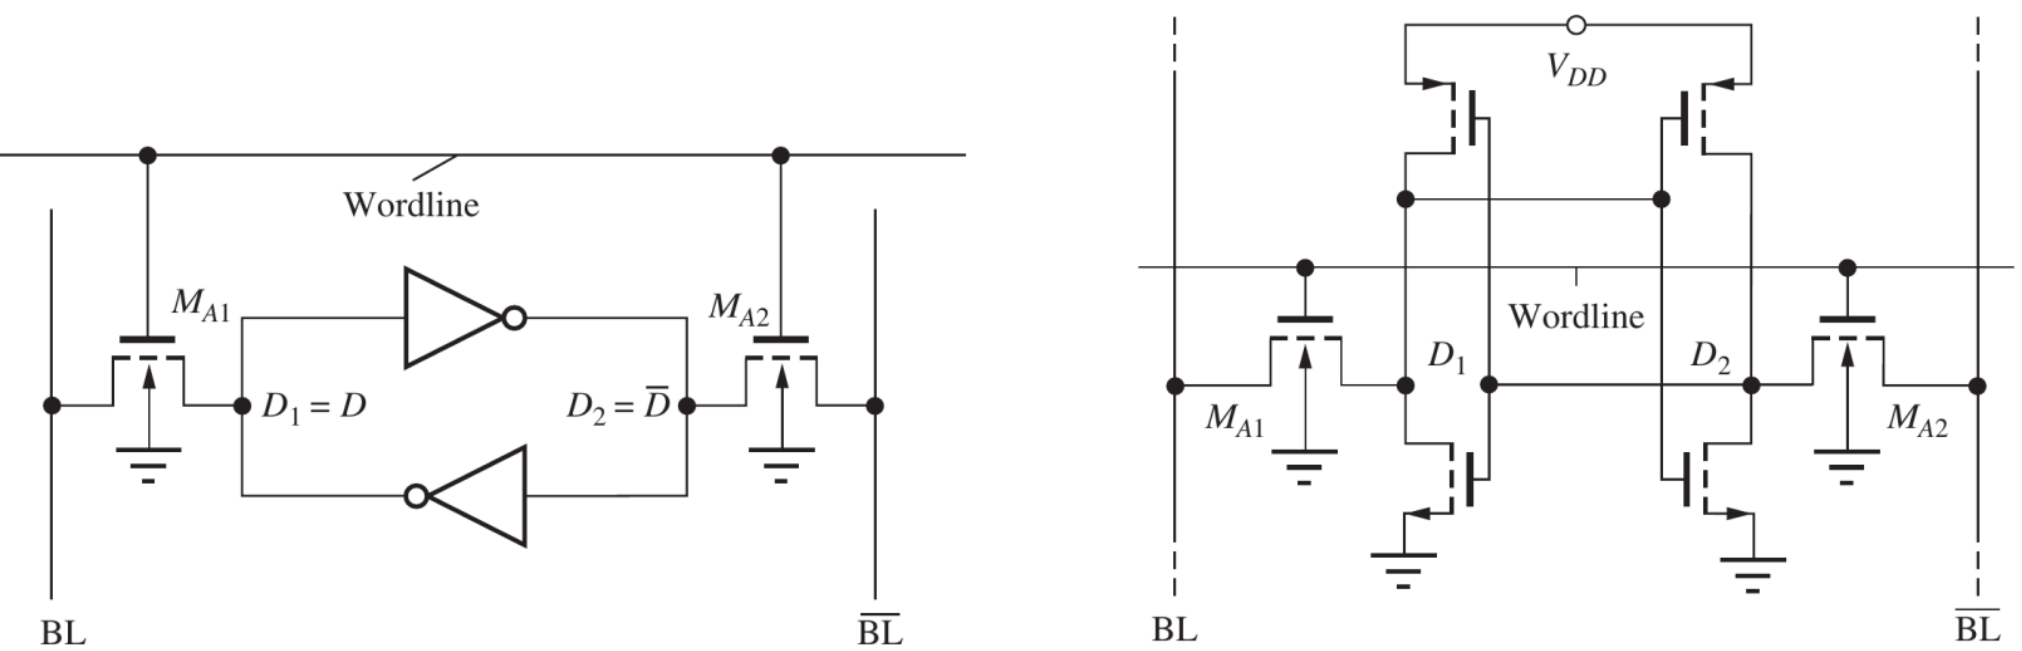 Wordline
M_{A1}
M_{A2}
D_1 = D
D_2 = \overline{D}
BL
\overline{BL}
V_{DD}
Wordline
D_1
D_2
M_{A1}
M_{A2}
BL
\overline{BL}